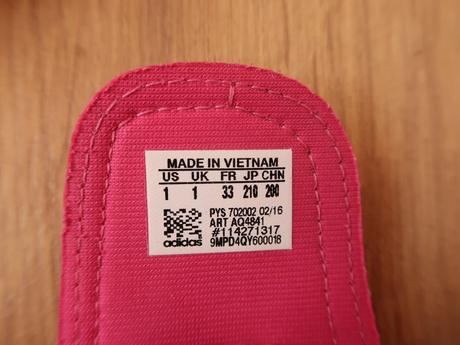 MADE IN VIETNAM
US UK FR JP CHN
1 1 33 210 280
PYS 702002 02/16
ART AQ4841
#114271317
adidas 9MPD4QY600018